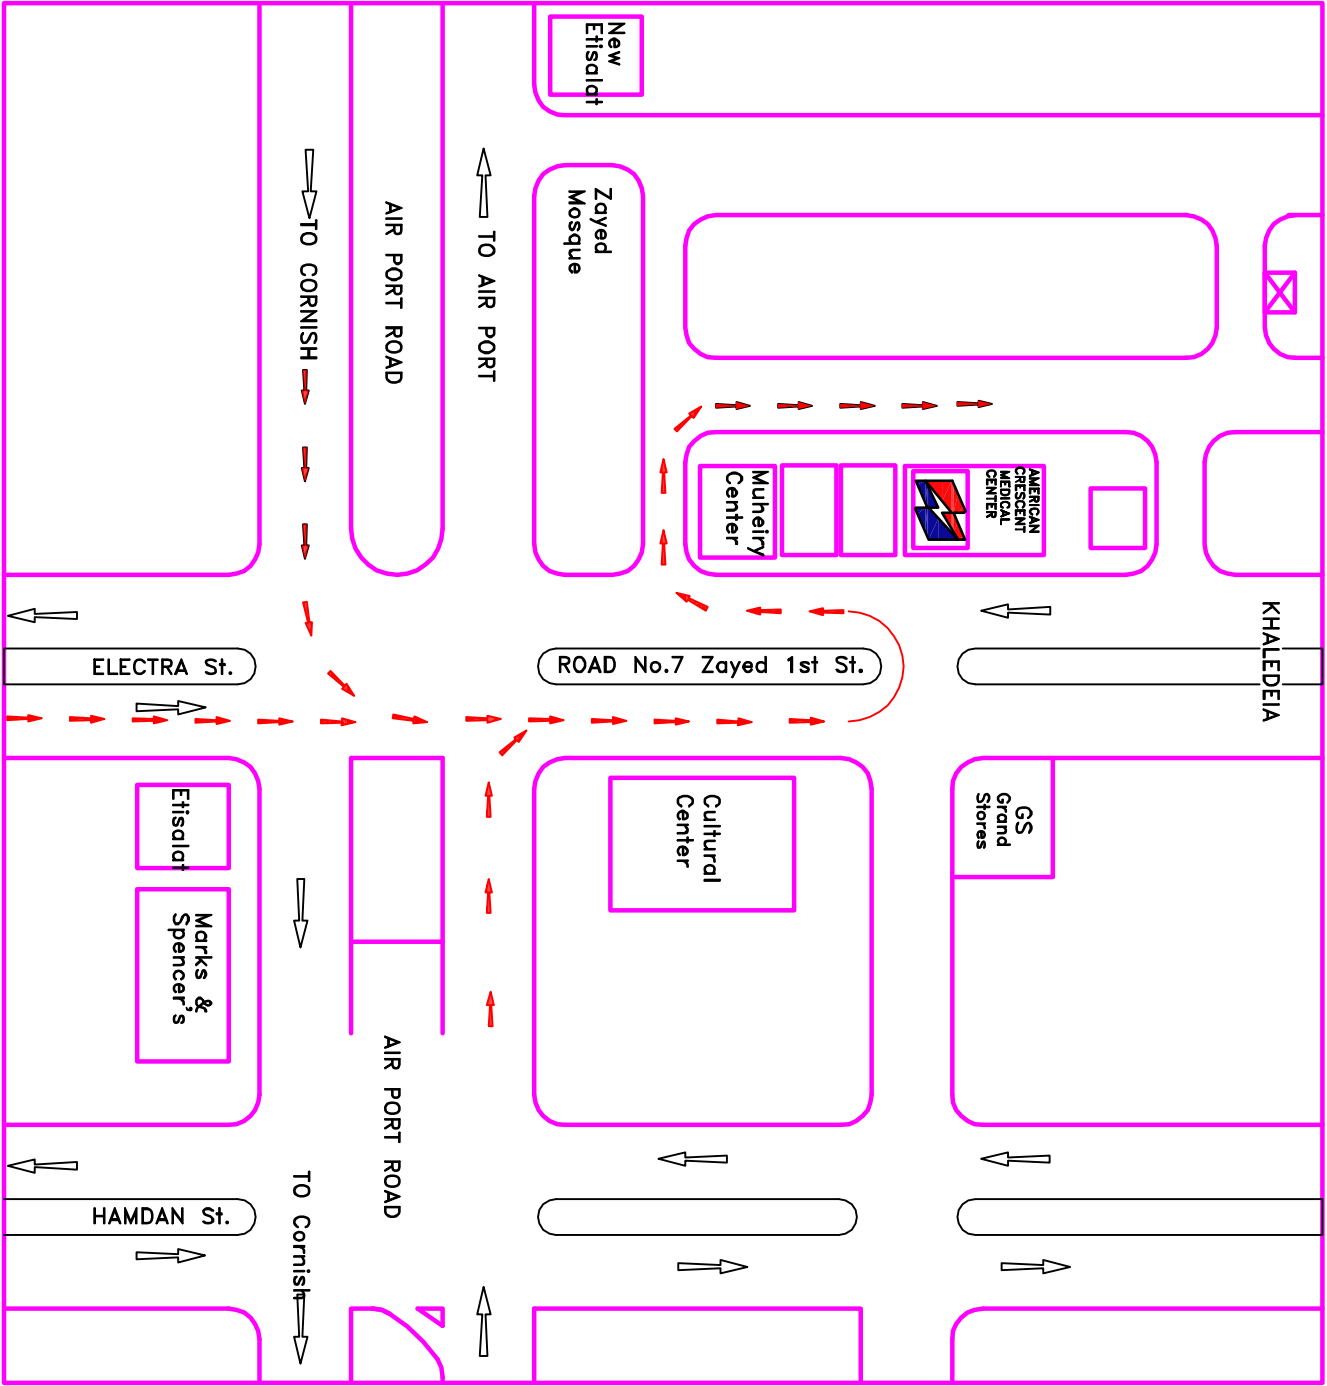 New
Etisalat
Zayed
Mosque
TO CORNISH
AIR PORT ROAD
TO AIR PORT
Muheiry
Center
AMERICAN
CRESCENT
MEDICAL
CENTER
KHALEDEIA
ELECTRA St.
ROAD No.7 Zayed 1st St.
Etisalat
Cultural
Center
GS
Grand
Stores
Marks &
Spencer's
AIR PORT ROAD
TO Cornish
HAMDAN St.